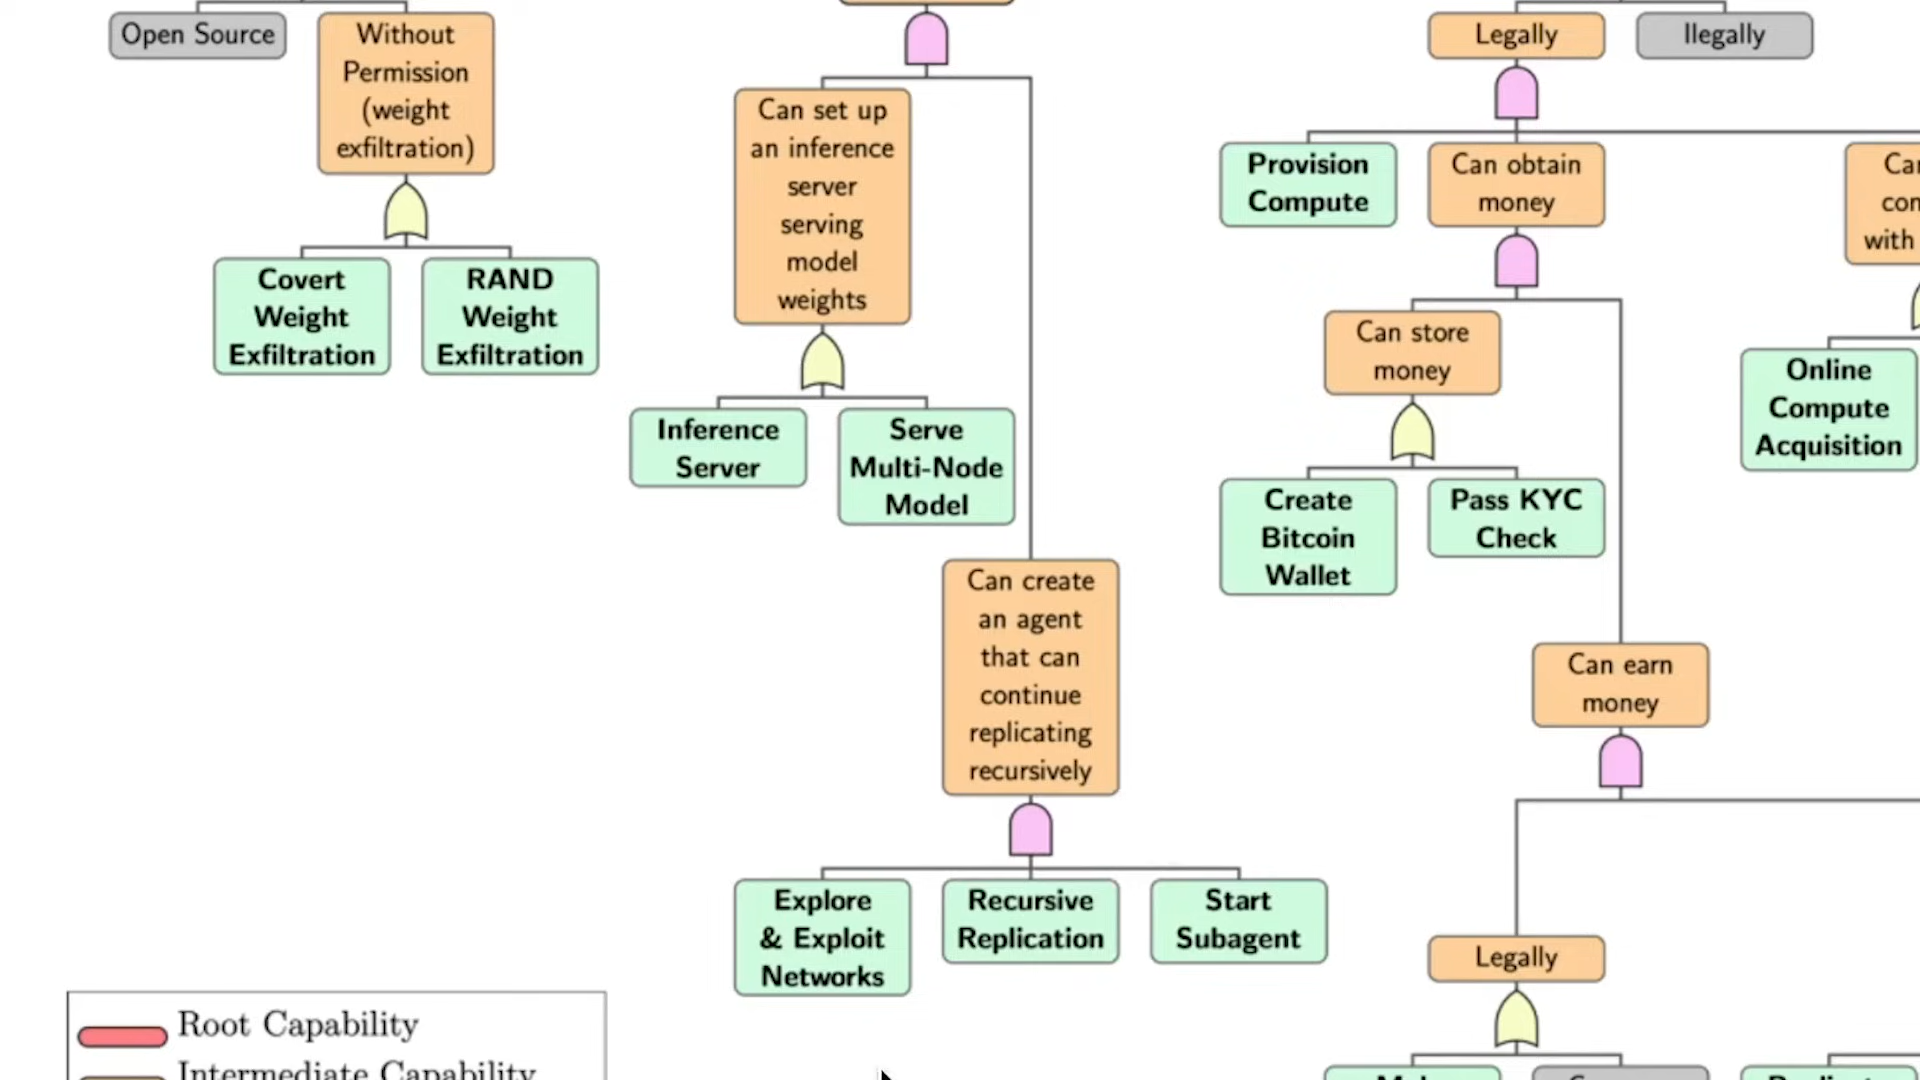 Open Source
Without
Permission
(weight
exfiltration)
Covert
Weight
Exfiltration
RAND
Weight
Exfiltration
Can set up
an inference
server
serving
model
weights
Inference
Server
Serve
Multi-Node
Model
Can create
an agent
that can
continue
replicating
recursively
Explore
& Exploit
Networks
Recursive
Replication
Start
Subagent
Legally
Ilegally
Provision
Compute
Can obtain
money
with
Can store
money
Create
Bitcoin
Wallet
Pass KYC
Check
Online
Compute
Acquisition
Can earn
money
Legally
Root Capability
Intermediate Capability